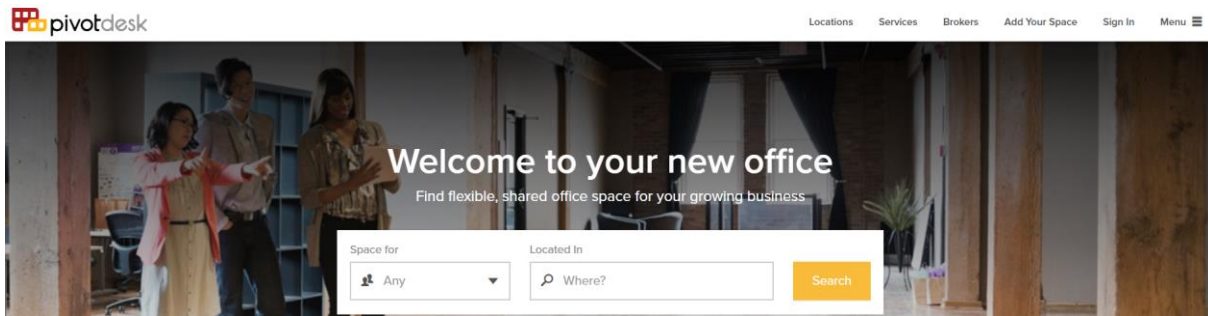 pivotdesk
Locations Services Brokers Add Your Space Sign In Menu
Welcome to your new office
Find flexible, shared office space for your growing business
Space for Located In
Any Where? Search